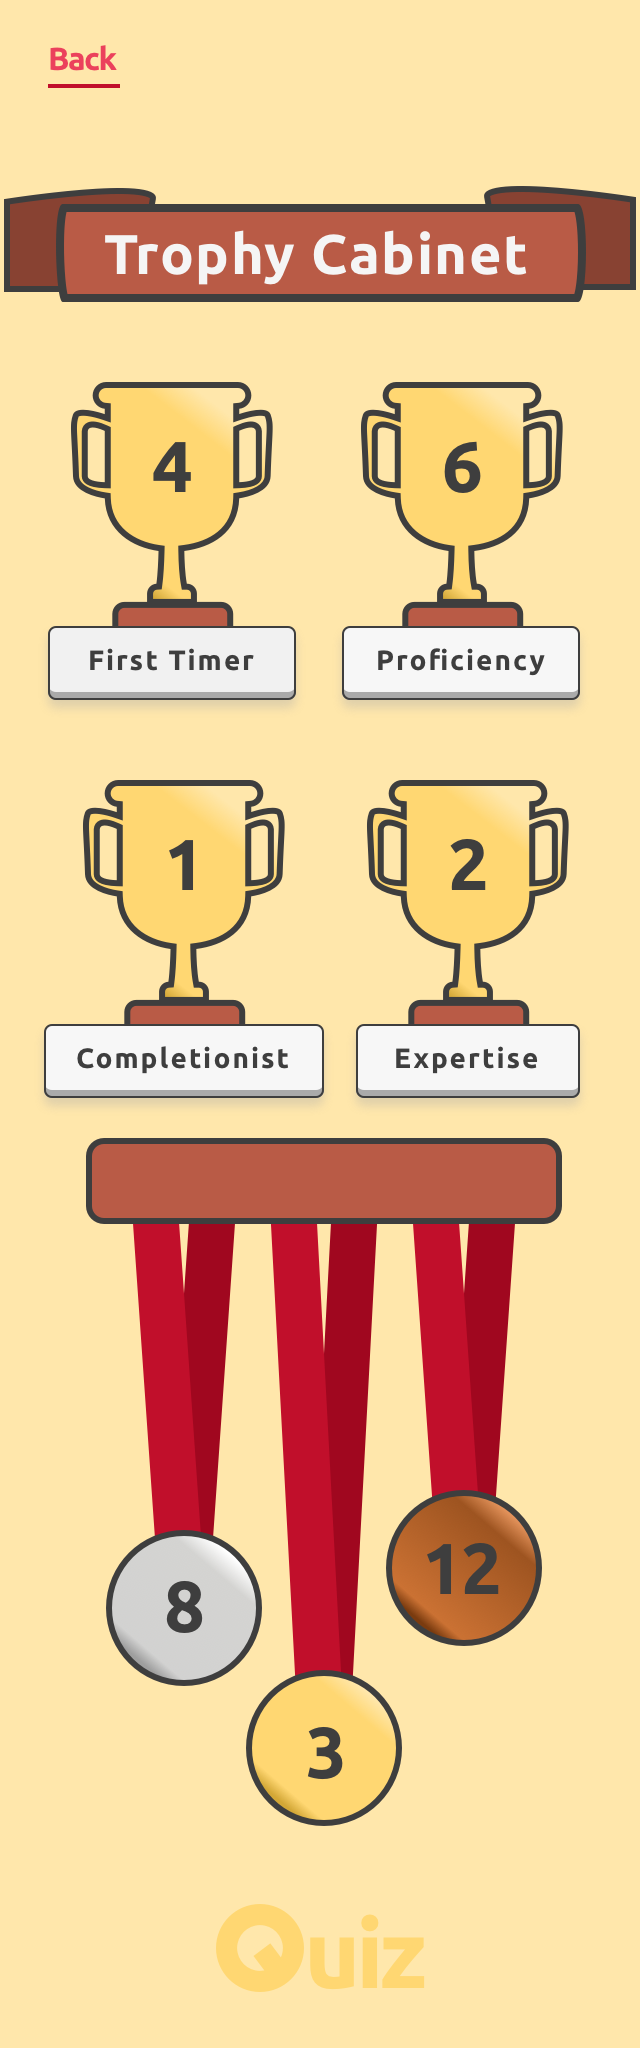 Back
Trophy Cabinet
4
6
First Timer
Proficiency
1
2
Completionist
Expertise
8
12
3
Quiz